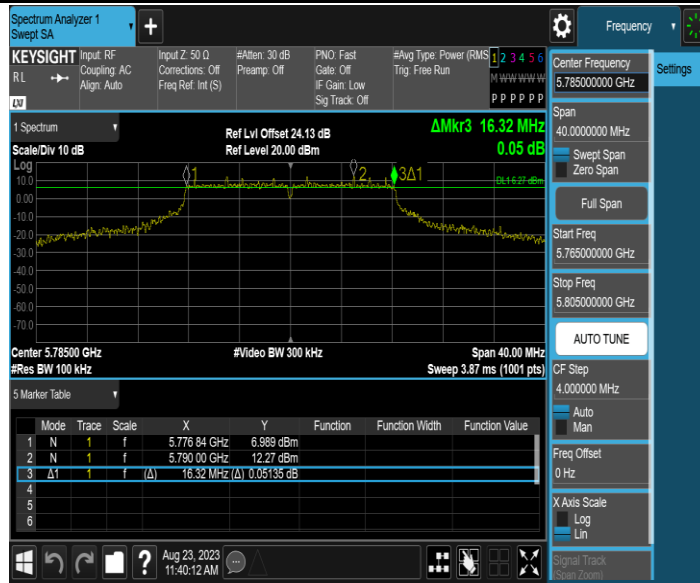 Spectrum Analyzer 1
Swept SA
+
Frequency
KEYSIGHT
RL
LXI
Input: RF
Coupling: AC
Align: Auto
Input Z: 50 Ω
Corrections: Off
Freq Ref: Int (S)
#Atten: 30 dB
Preamp: Off
PNO: Fast
Gate: Off
IF Gain: Low
Sig Track: Off
#Avg Type: Power (RMS
Trig: Free Run
1 2 3 4 5 6
M W W W W W
P P P P P P
Center Frequency
5.785000000 GHz
Settings
Span
40.0000000 MHz
Swept Span
Zero Span
Full Span
Start Freq
5.765000000 GHz
Stop Freq
5.805000000 GHz
AUTO TUNE
CF Step
4.000000 MHz
Auto
Man
Freq Offset
0 Hz
X Axis Scale
Log
Lin
Signal Track
(Span Zoom)
1 Spectrum
Scale/Div 10 dB
Ref Lvl Offset 24.13 dB
Ref Level 20.00 dBm
ΔMkr3 16.32 MHz
0.05 dB
Log
10.0
0.00
-10.0
-20.0
-30.0
-40.0
-50.0
-60.0
-70.0
1
2
3Δ1
DL1 6.27 dBm
Center 5.78500 GHz
#Video BW 300 kHz
Span 40.00 MHz
#Res BW 100 kHz
Sweep 3.87 ms (1001 pts)
5 Marker Table
Mode Trace Scale X Y Function Function Width Function Value
1 N 1 f 5.776 84 GHz 6.989 dBm
2 N 1 f 5.790 00 GHz 12.27 dBm
3 Δ1 1 f (Δ) 16.32 MHz (Δ) 0.05135 dB
4
5
6
?
Aug 23, 2023
11:40:12 AM